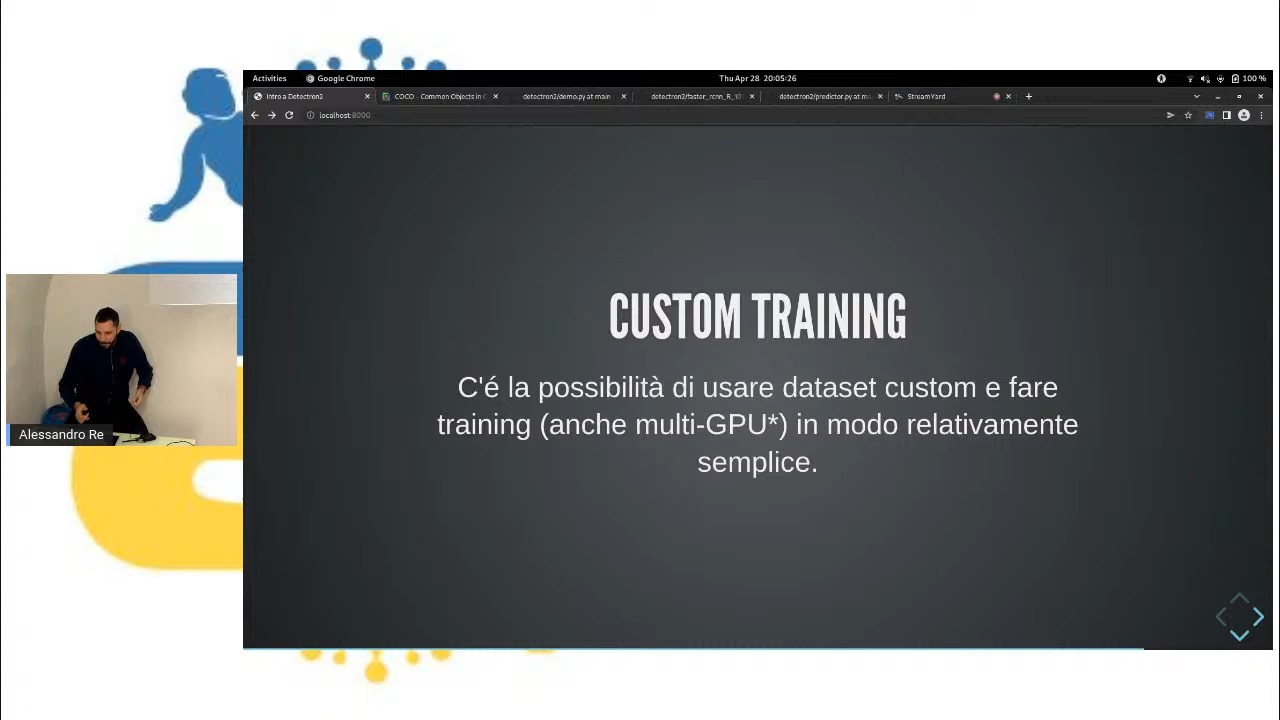 Activities
Google Chrome
Thu Apr 28 20:05:26
100 %
Intro a Detectron2
COCO - Common Objects in C
detectron2/demo.py at main
detectron2/faster_rcnn_R_10
detectron2/predictor.py at m
StreamYard
localhost:8000
CUSTOM TRAINING
C'é la possibilità di usare dataset custom e fare
training (anche multi-GPU*) in modo relativamente
semplice.
Alessandro Re